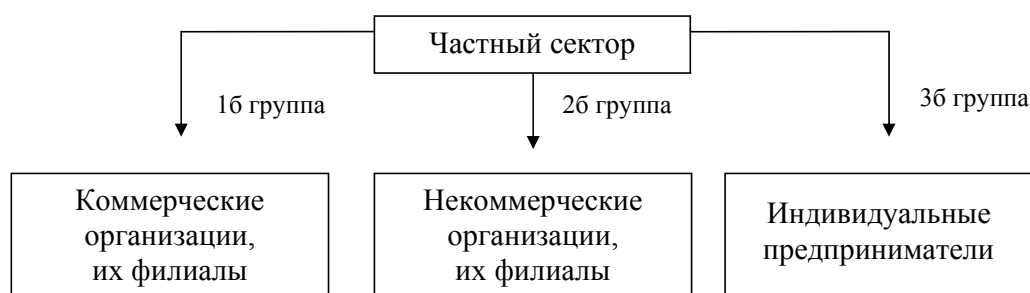 Частный сектор
1б группа
2б группа
3б группа
Коммерческие
организации,
их филиалы
Некоммерческие
организации,
их филиалы
Индивидуальные
предприниматели